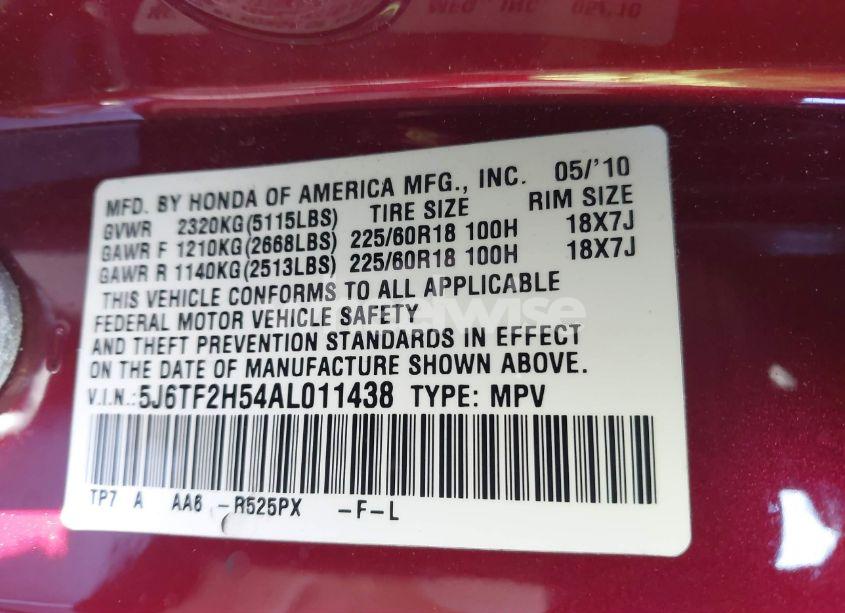 MFD. BY HONDA OF AMERICA MFG., INC. 05/'10
GVWR 2320KG(5115LBS) TIRE SIZE RIM SIZE
GAWR F 1210KG(2668LBS) 225/60R18 100H 18X7J
GAWR R 1140KG(2513LBS) 225/60R18 100H 18X7J
THIS VEHICLE CONFORMS TO ALL APPLICABLE
FEDERAL MOTOR VEHICLE SAFETY
AND THEFT PREVENTION STANDARDS IN EFFECT
ON THE DATE OF MANUFACTURE SHOWN ABOVE.
V.I.N.:5J6TF2H54AL011438 TYPE: MPV
TP7 A AA6 -R525PX -F-L